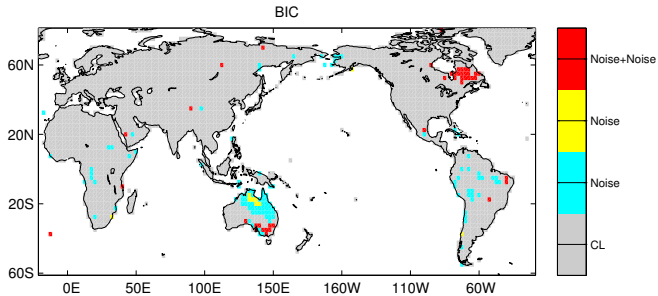 BIC
60N
20N
20S
60S
0E 50E 100E 150E 160W 110W 60W
Noise+Noise
Noise
Noise
CL